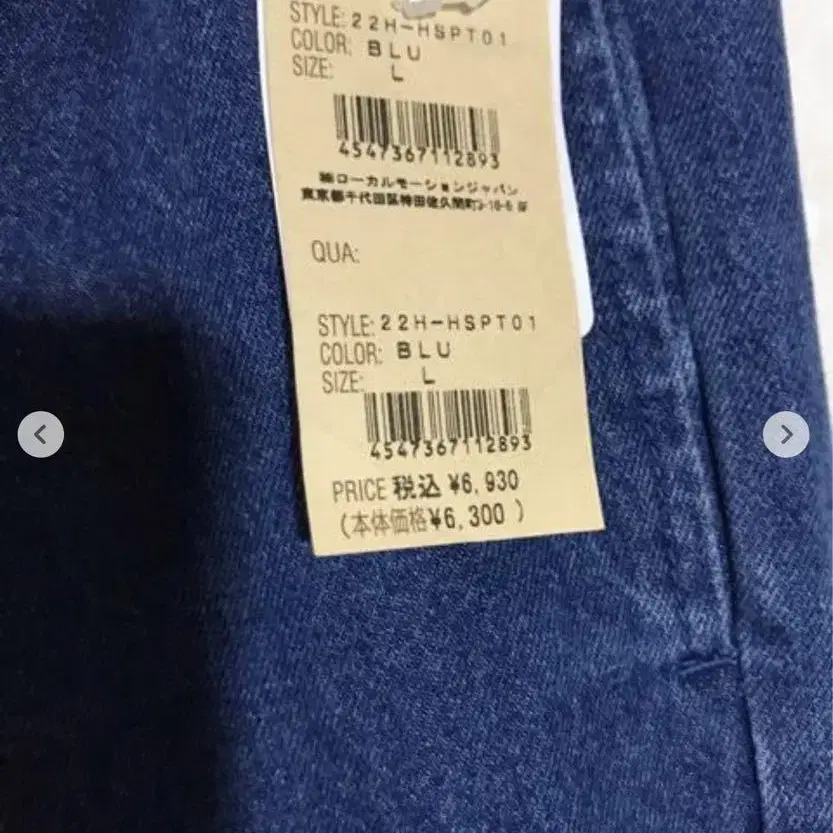 STYLE: 22H-HSPT01
COLOR: BLU
SIZE: L
4547367112893
㈱ローカルモーションジャパン
東京都千代田区神田佐久間町3-16-6 8F
QUA:
STYLE: 22H-HSPT01
COLOR: BLU
SIZE: L
4547367112893
PRICE 税込 ¥6,930
(本体価格¥6,300 )